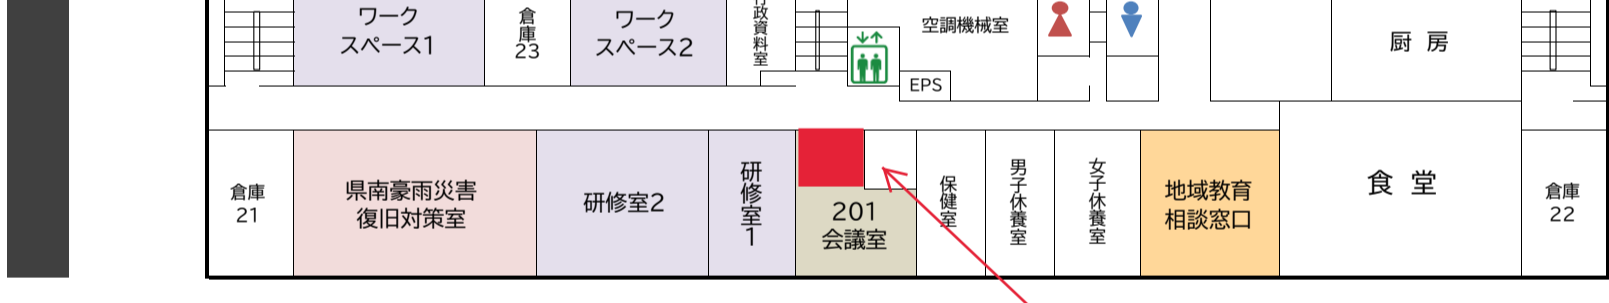 ワーク
スペース1
倉庫
23
ワーク
スペース2
政資料室
空調機械室
EPS
厨 房
倉庫
21
県南豪雨災害
復旧対策室
研修室2
研修室1
201
会議室
保健室
男子休養室
女子休養室
地域教育
相談窓口
食 堂
倉庫
22